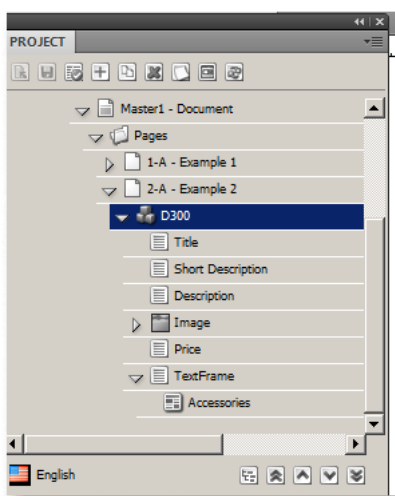 PROJECT
Master1 - Document
Pages
1-A - Example 1
2-A - Example 2
D300
Title
Short Description
Description
Image
Price
TextFrame
Accessories
English